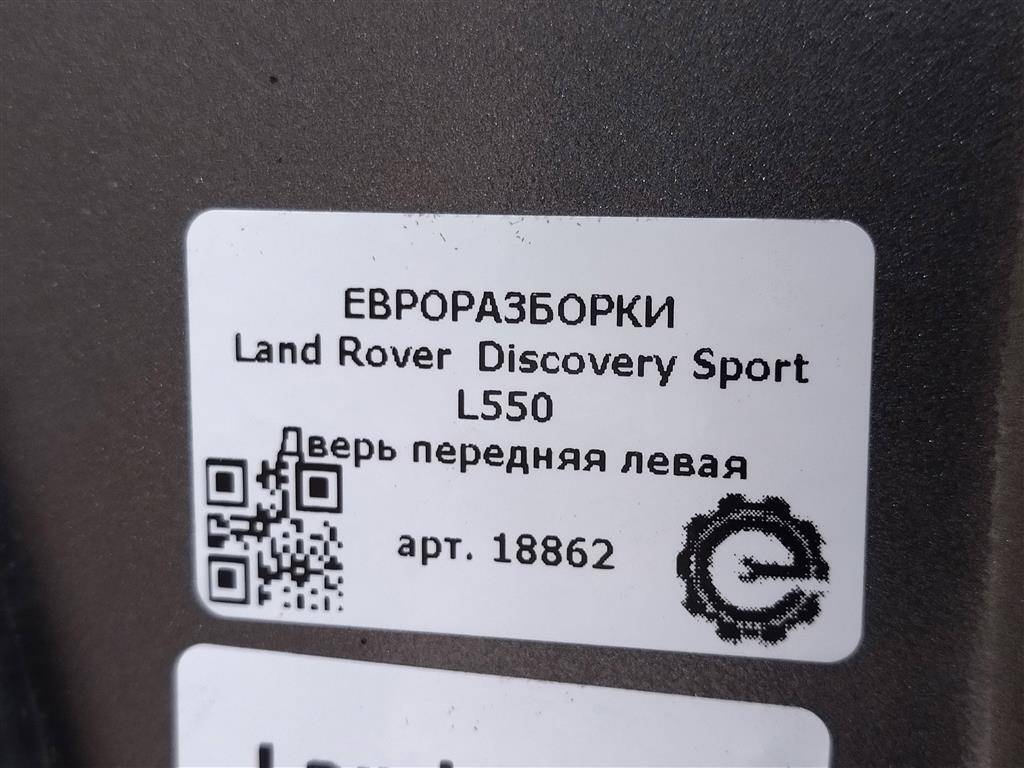 ЕВРОРАЗБОРКИ
Land Rover Discovery Sport
L550
Дверь передняя левая
арт. 18862